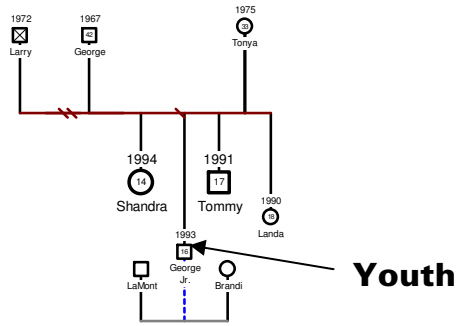 1972
Larry
1967
42
George
1975
33
Tonya
1994
14
Shandra
1991
17
Tommy
1990
18
Landa
1993
16
George
Jr.
LaMont
Brandi
Youth